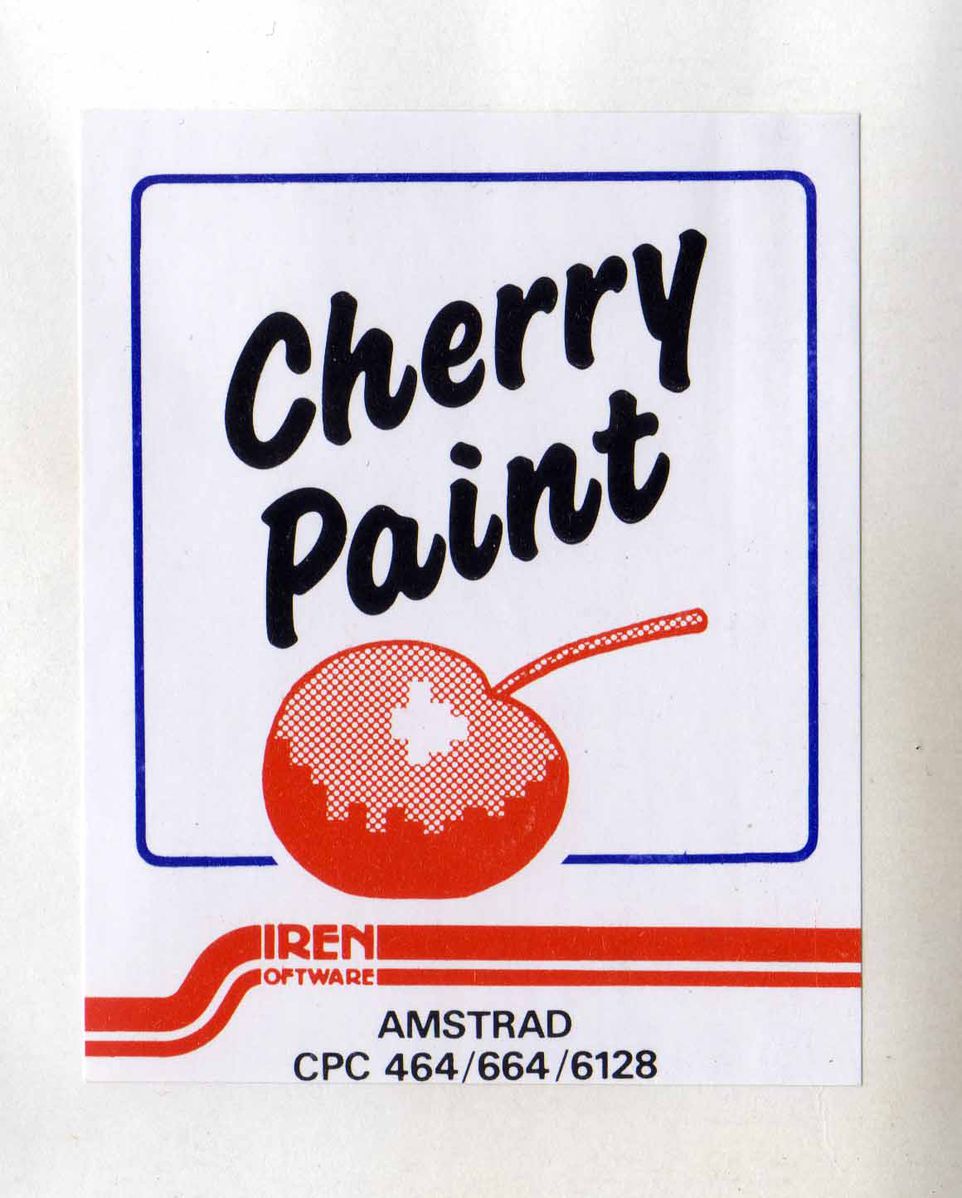 Cherry
Paint
IREN
OFTWARE
AMSTRAD
CPC 464/664/6128